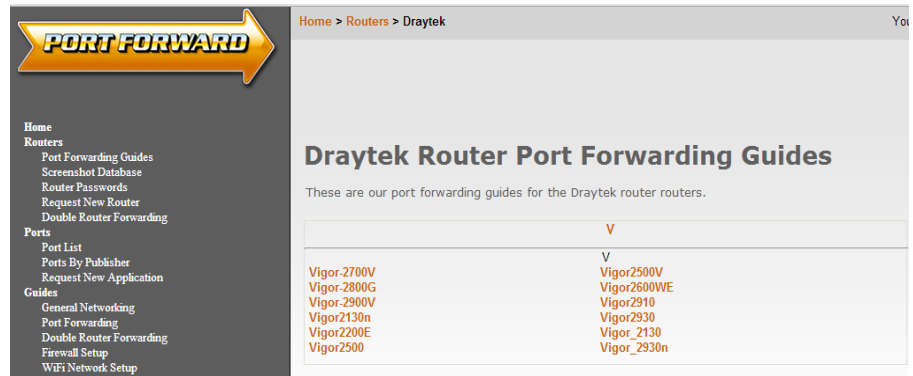 PORT FORWARD
Home > Routers > Draytek
Home
Routers
Port Forwarding Guides
Screenshot Database
Router Passwords
Request New Router
Double Router Forwarding
Ports
Port List
Ports By Publisher
Request New Application
Guides
General Networking
Port Forwarding
Double Router Forwarding
Firewall Setup
WiFi Network Setup
Draytek Router Port Forwarding Guides
These are our port forwarding guides for the Draytek router routers.
V
V
Vigor-2700V Vigor2500V
Vigor-2800G Vigor2600WE
Vigor-2900V Vigor2910
Vigor2130n Vigor2930
Vigor2200E Vigor_2130
Vigor2500 Vigor_2930n